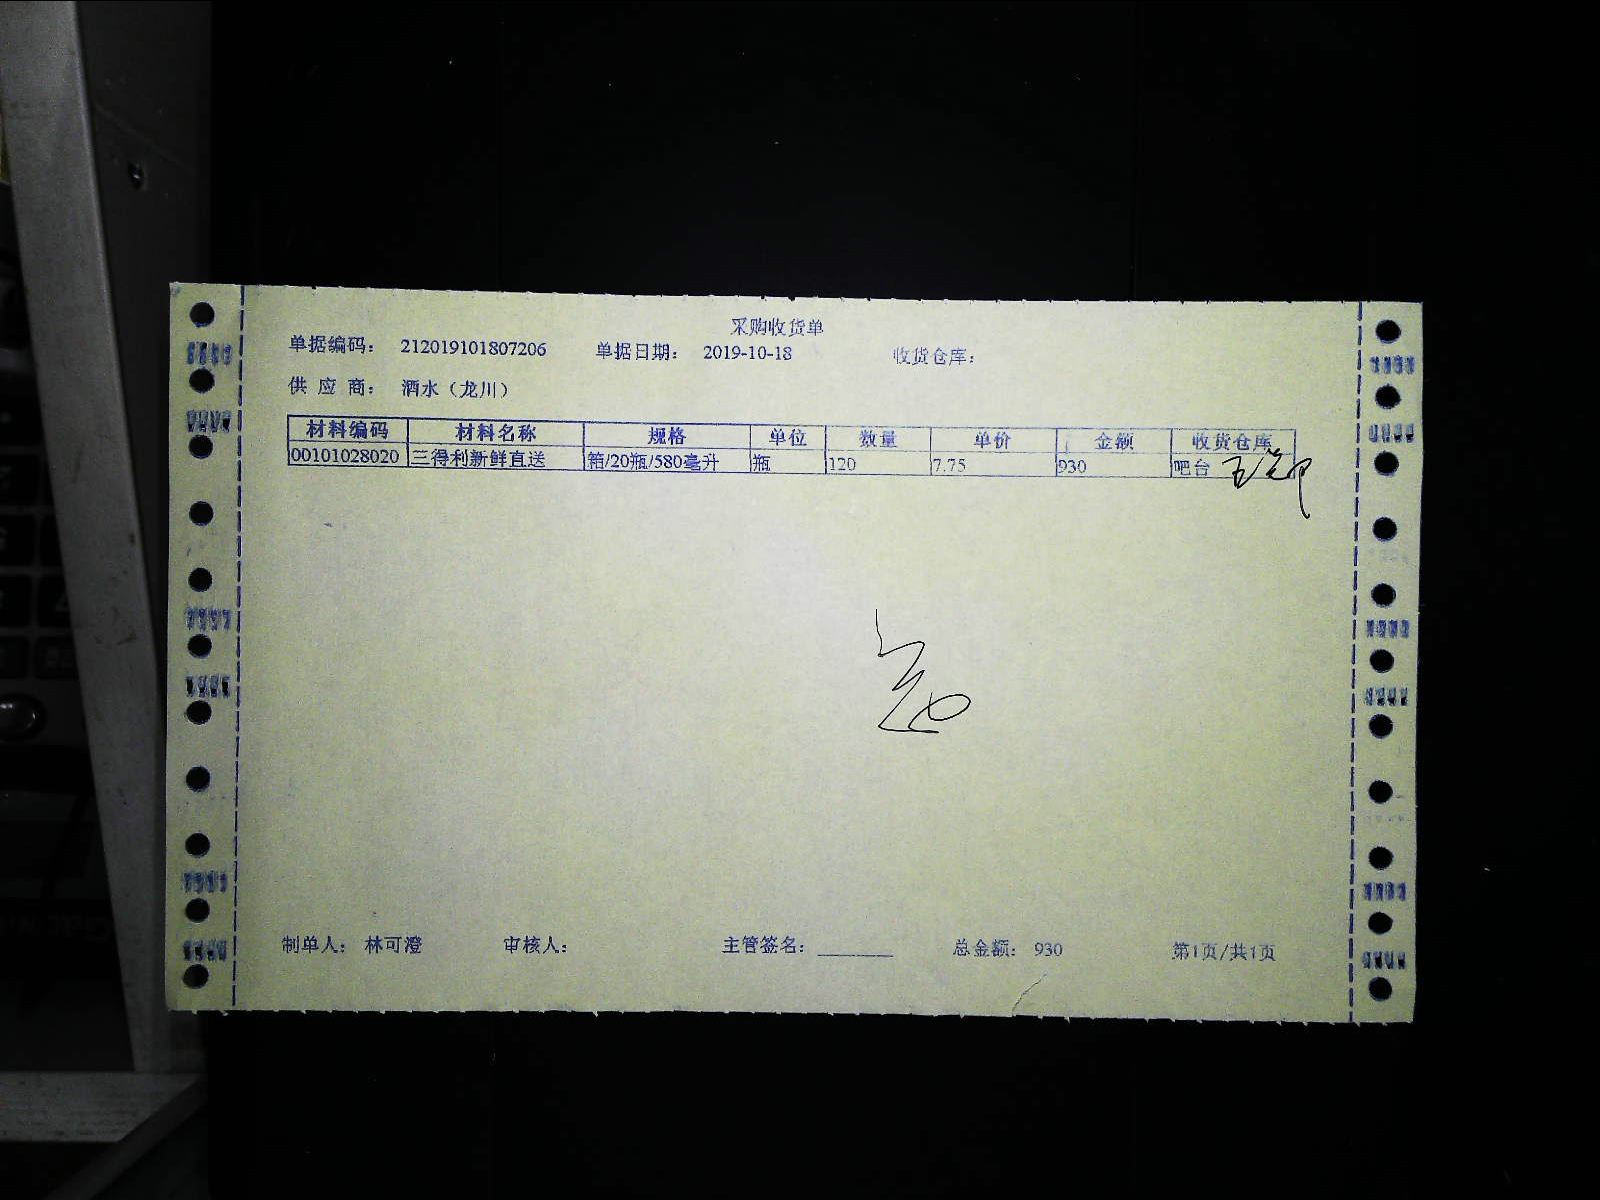 采购收货单
单据编码： 212019101807206 单据日期： 2019-10-18 收货仓库：
供 应 商： 酒水（龙川）
材料编码 材料名称 规格 单位 数量 单价 金额 收货仓库
00101028020 三得利新鲜直送 箱/20瓶/580毫升 瓶 120 7.75 930 吧台
制单人： 林可澄 审核人： 主管签名：________ 总金额： 930 第1页/共1页